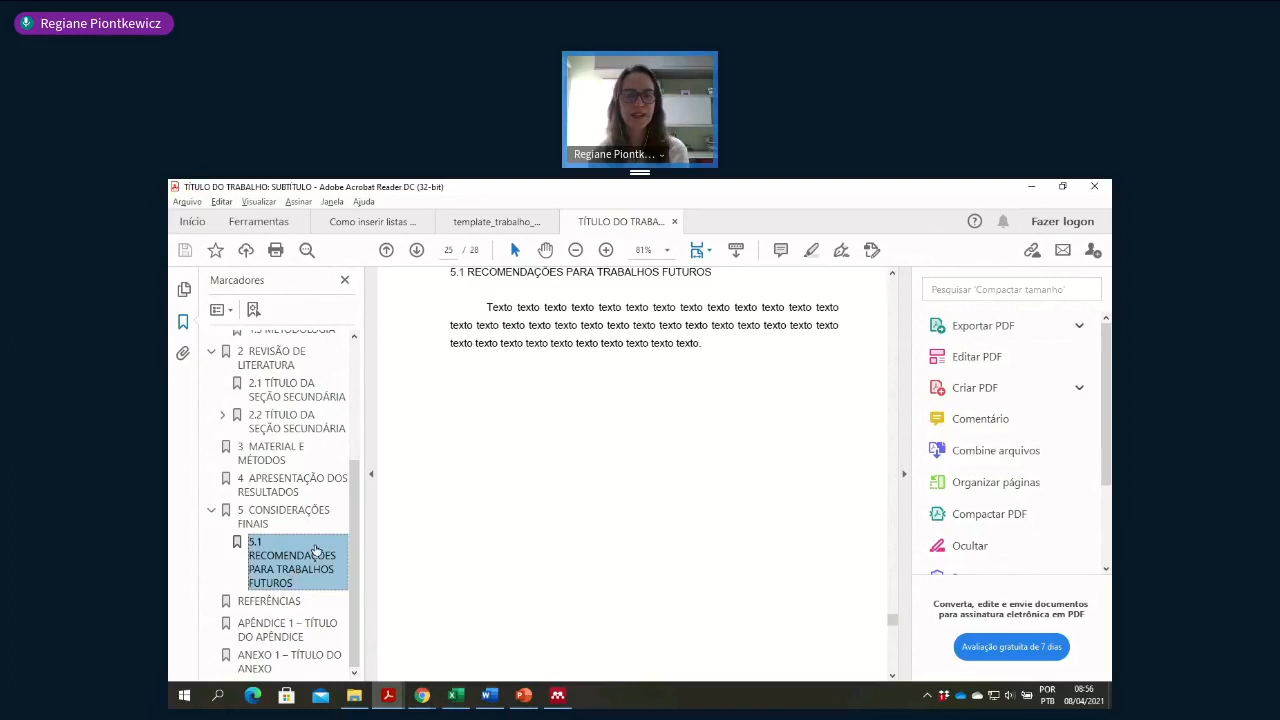 Regiane Piontkewicz
Regiane Piontk...
TÍTULO DO TRABALHO: SUBTÍTULO - Adobe Acrobat Reader DC (32-bit)
Arquivo Editar Visualizar Assinar Janela Ajuda
Início Ferramentas Como inserir listas ... template_trabalho_... TÍTULO DO TRABA... Fazer logon
25 / 28 81%
Marcadores
1.3 METODOLOGIA
2 REVISÃO DE
LITERATURA
2.1 TÍTULO DA
SEÇÃO SECUNDÁRIA
2.2 TÍTULO DA
SEÇÃO SECUNDÁRIA
3 MATERIAL E
MÉTODOS
4 APRESENTAÇÃO DOS
RESULTADOS
5 CONSIDERAÇÕES
FINAIS
5.1
RECOMENDAÇÕES
PARA TRABALHOS
FUTUROS
REFERÊNCIAS
APÊNDICE 1 – TÍTULO
DO APÊNDICE
ANEXO 1 – TÍTULO DO
ANEXO
5.1 RECOMENDAÇÕES PARA TRABALHOS FUTUROS
Texto texto texto texto texto texto texto texto texto texto texto texto texto
texto texto texto texto texto texto texto texto texto texto texto texto texto texto texto
texto texto texto texto texto texto texto texto texto texto.
Pesquisar 'Compactar tamanho'
Exportar PDF
Editar PDF
Criar PDF
Comentário
Combine arquivos
Organizar páginas
Compactar PDF
Ocultar
Converta, edite e envie documentos
para assinatura eletrônica em PDF
Avaliação gratuita de 7 dias
POR
PTB
08:56
08/04/2021